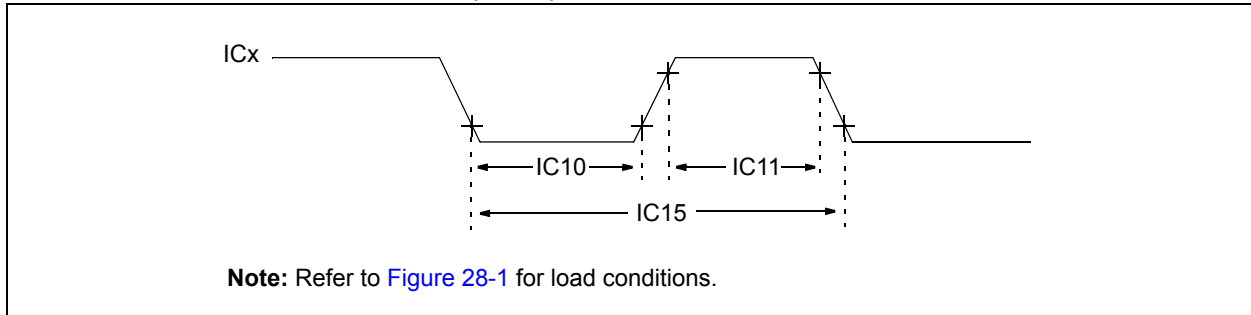 ICx
IC10
IC11
IC15
Note: Refer to Figure 28-1 for load conditions.